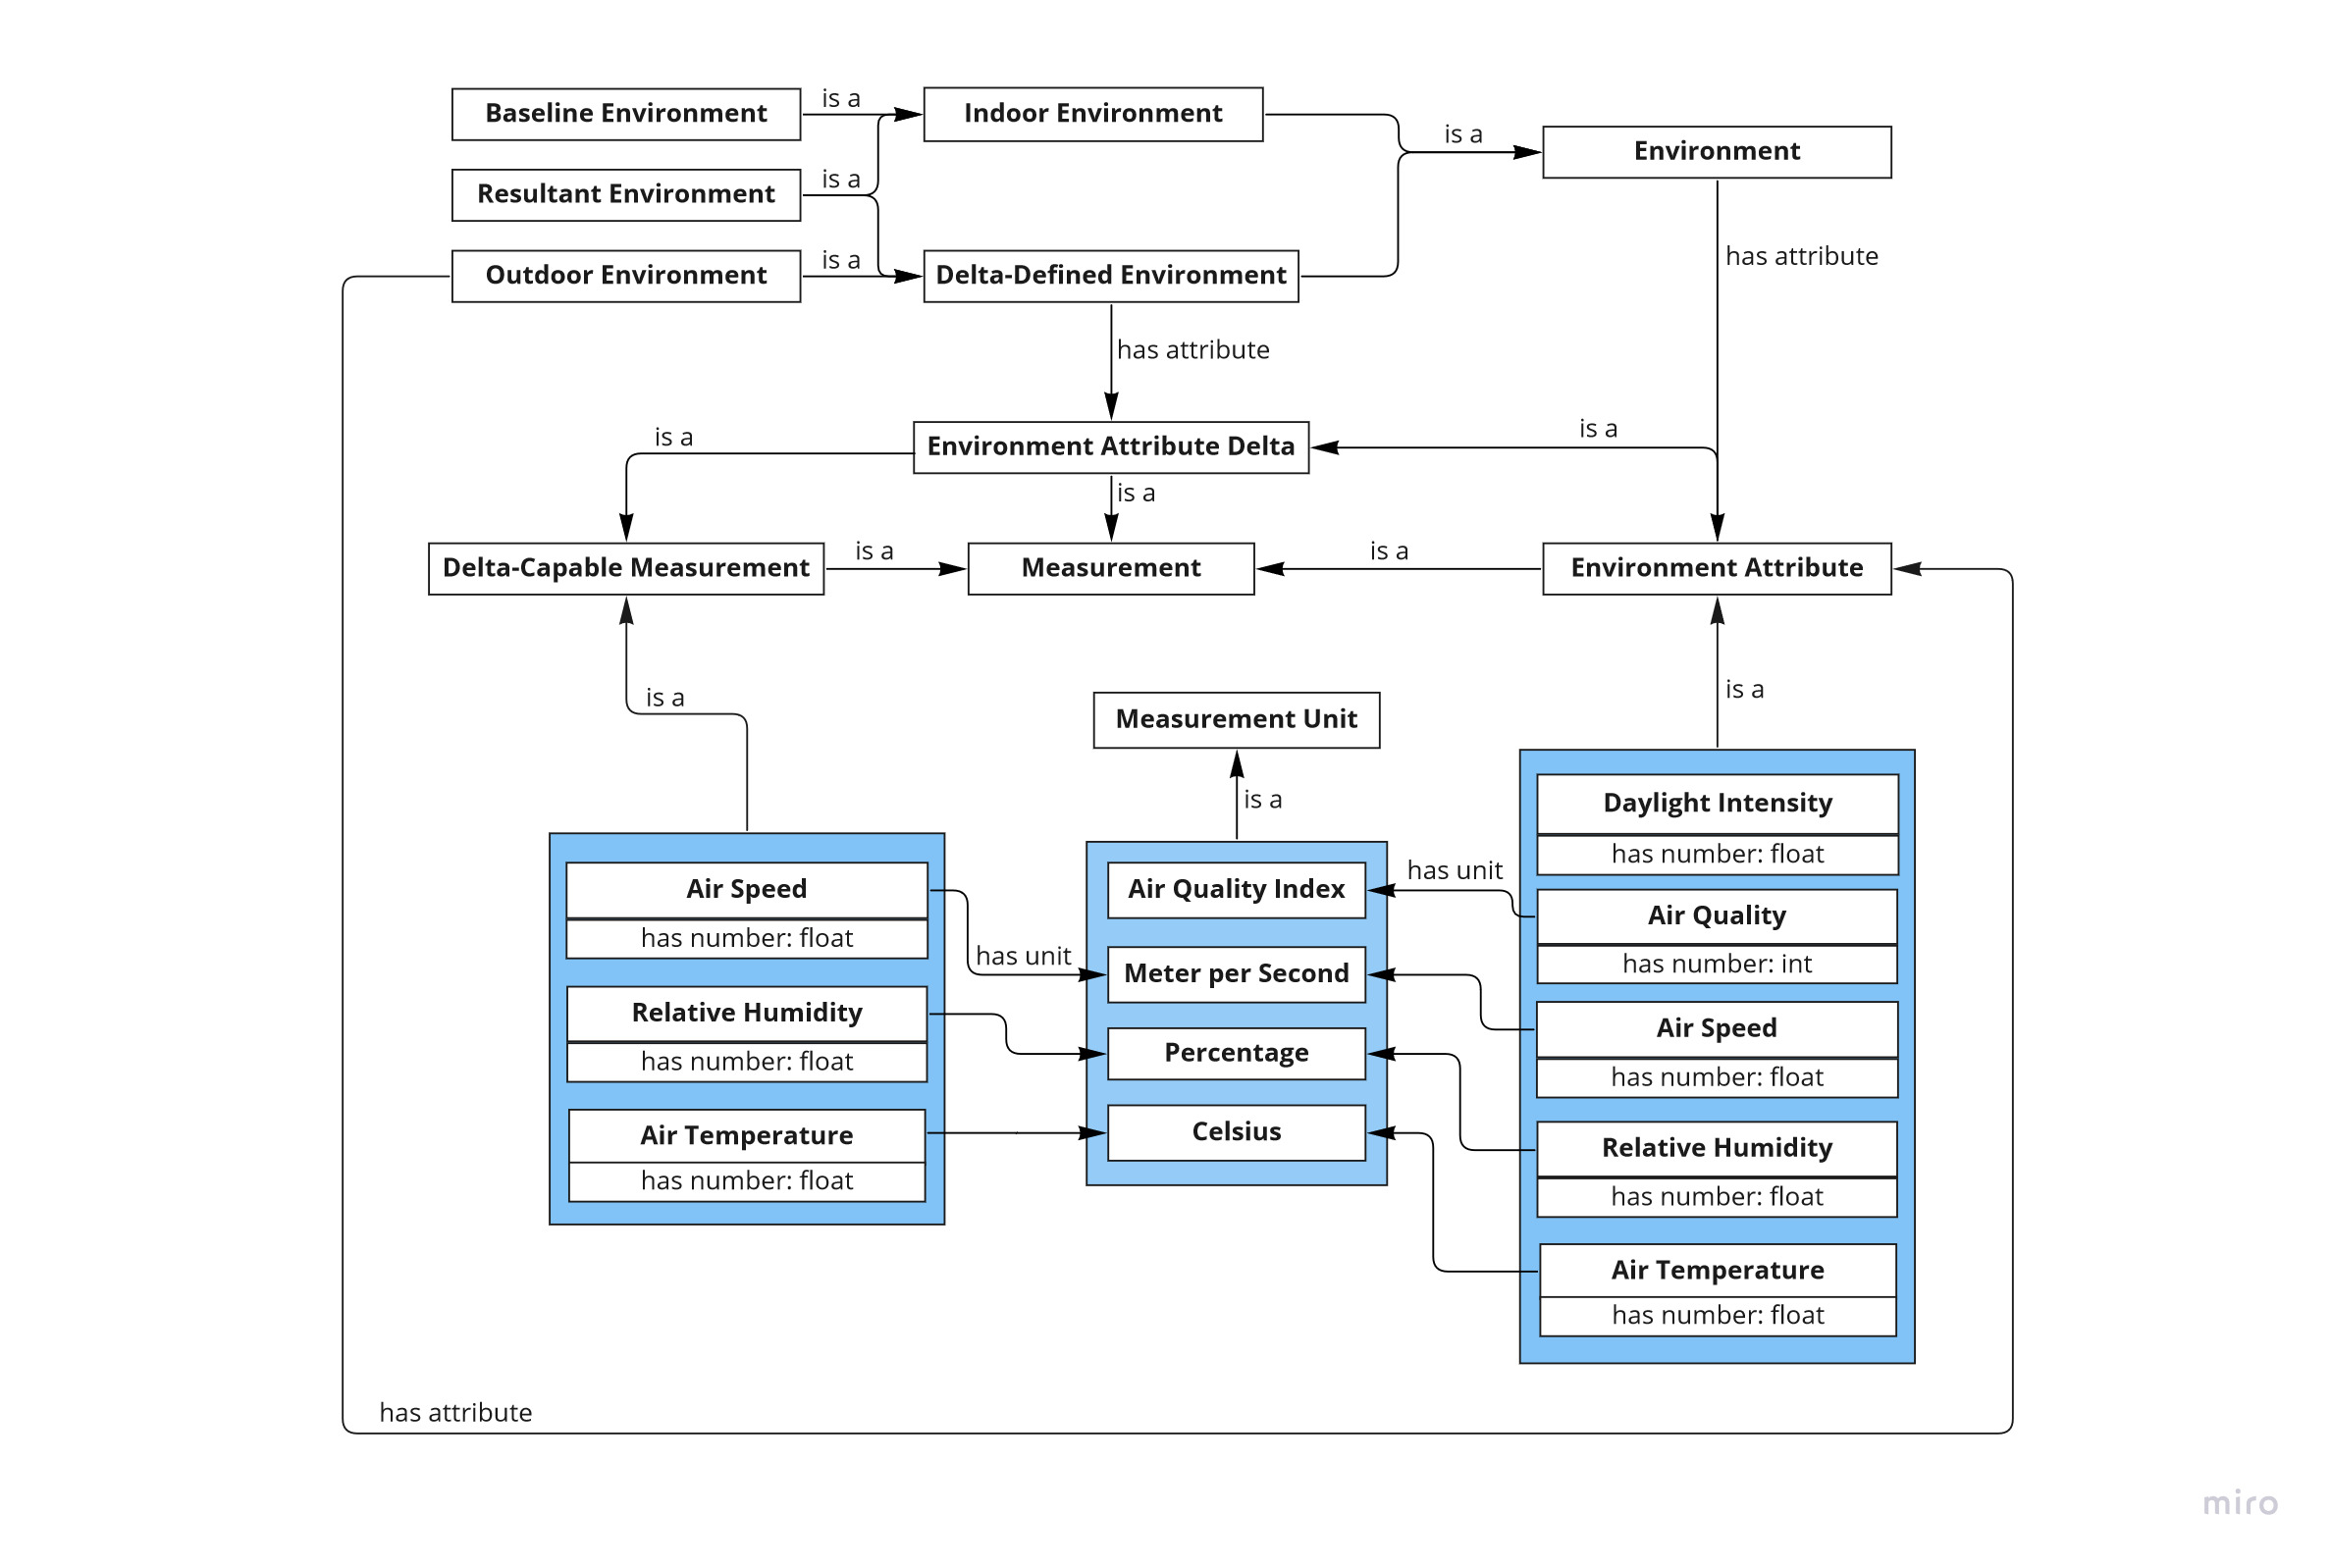 Baseline Environment
is a
Indoor Environment
is a
Environment
Resultant Environment
is a
Outdoor Environment
is a
Delta-Defined Environment
has attribute
has attribute
is a
Environment Attribute Delta
is a
is a
Delta-Capable Measurement
is a
Measurement
is a
Environment Attribute
is a
Measurement Unit
is a
is a
Air Speed
has number: float
Relative Humidity
has number: float
Air Temperature
has number: float
has unit
Air Quality Index
Meter per Second
Percentage
Celsius
has unit
Daylight Intensity
has number: float
Air Quality
has number: int
Air Speed
has number: float
Relative Humidity
has number: float
Air Temperature
has number: float
has attribute
miro